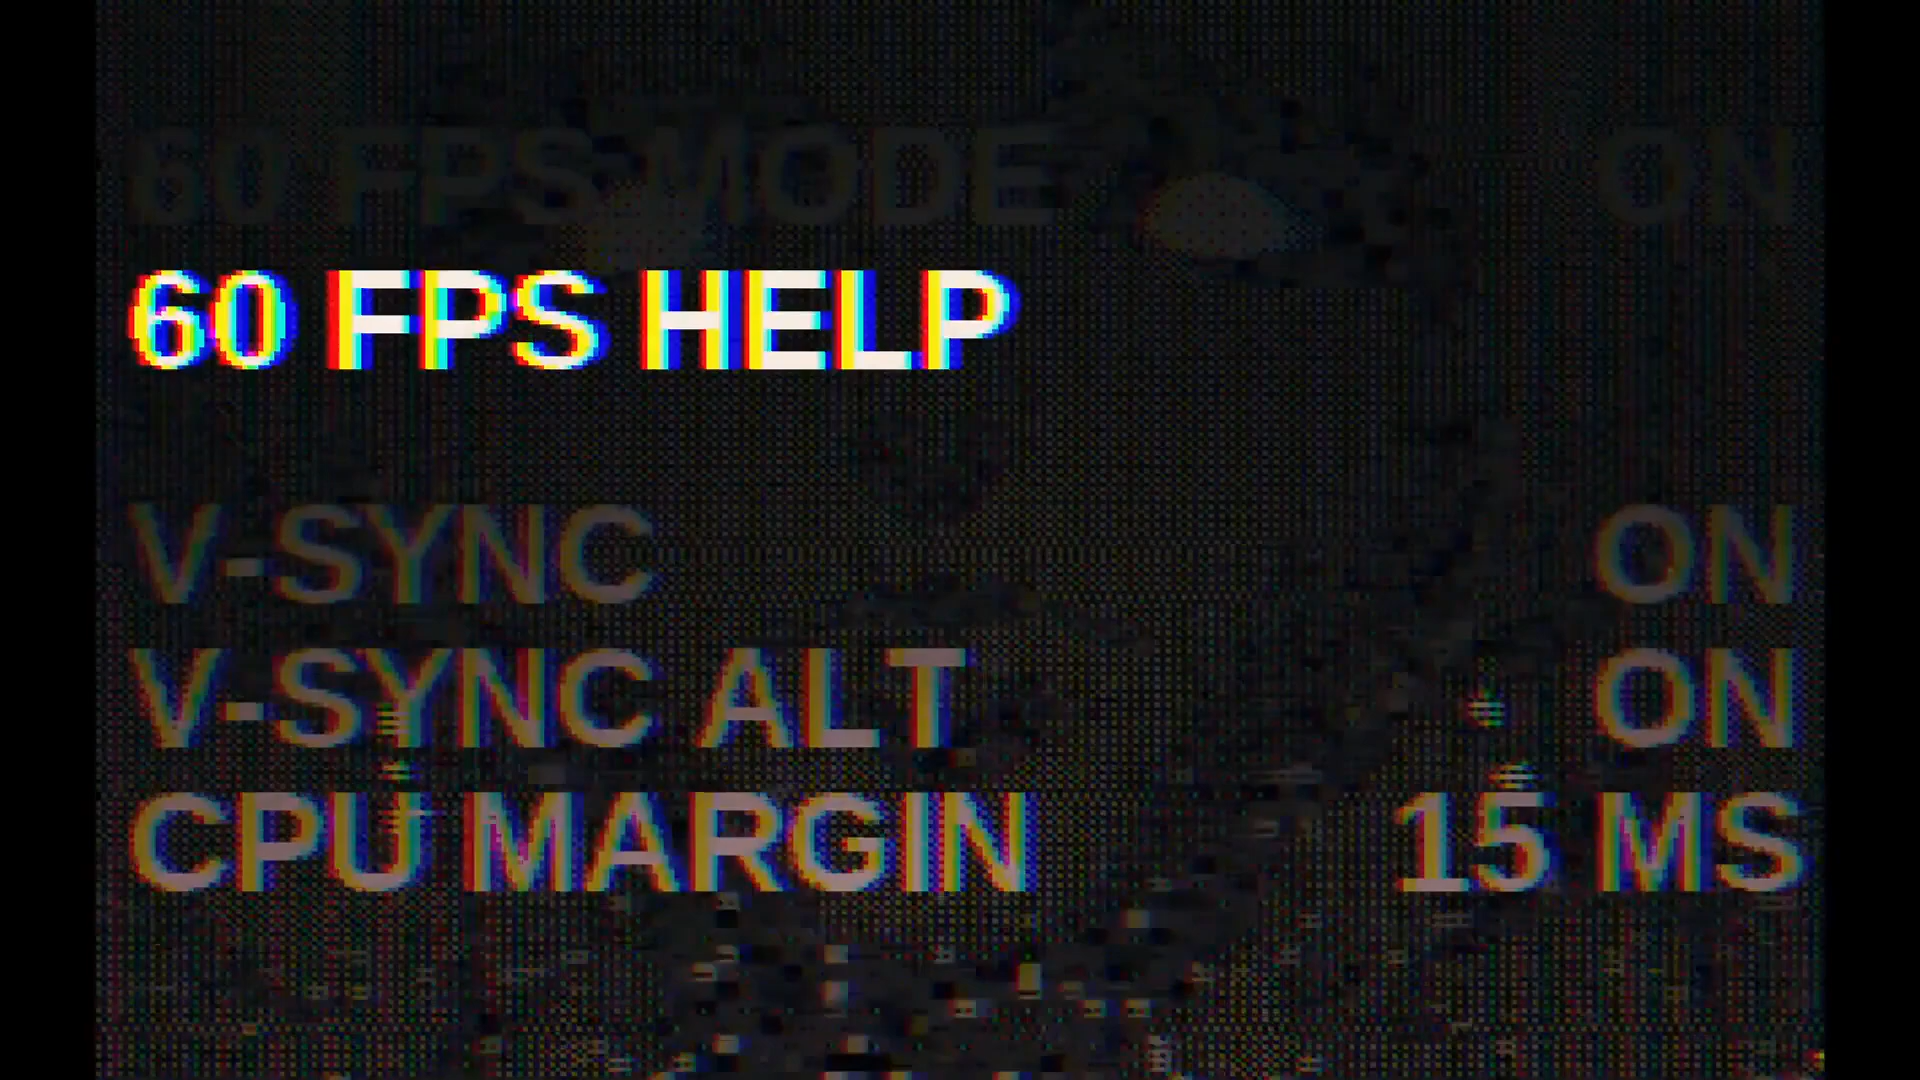 60 FPS MODE ON
60 FPS HELP
V-SYNC ON
V-SYNC ALT ON
CPU MARGIN 15 MS